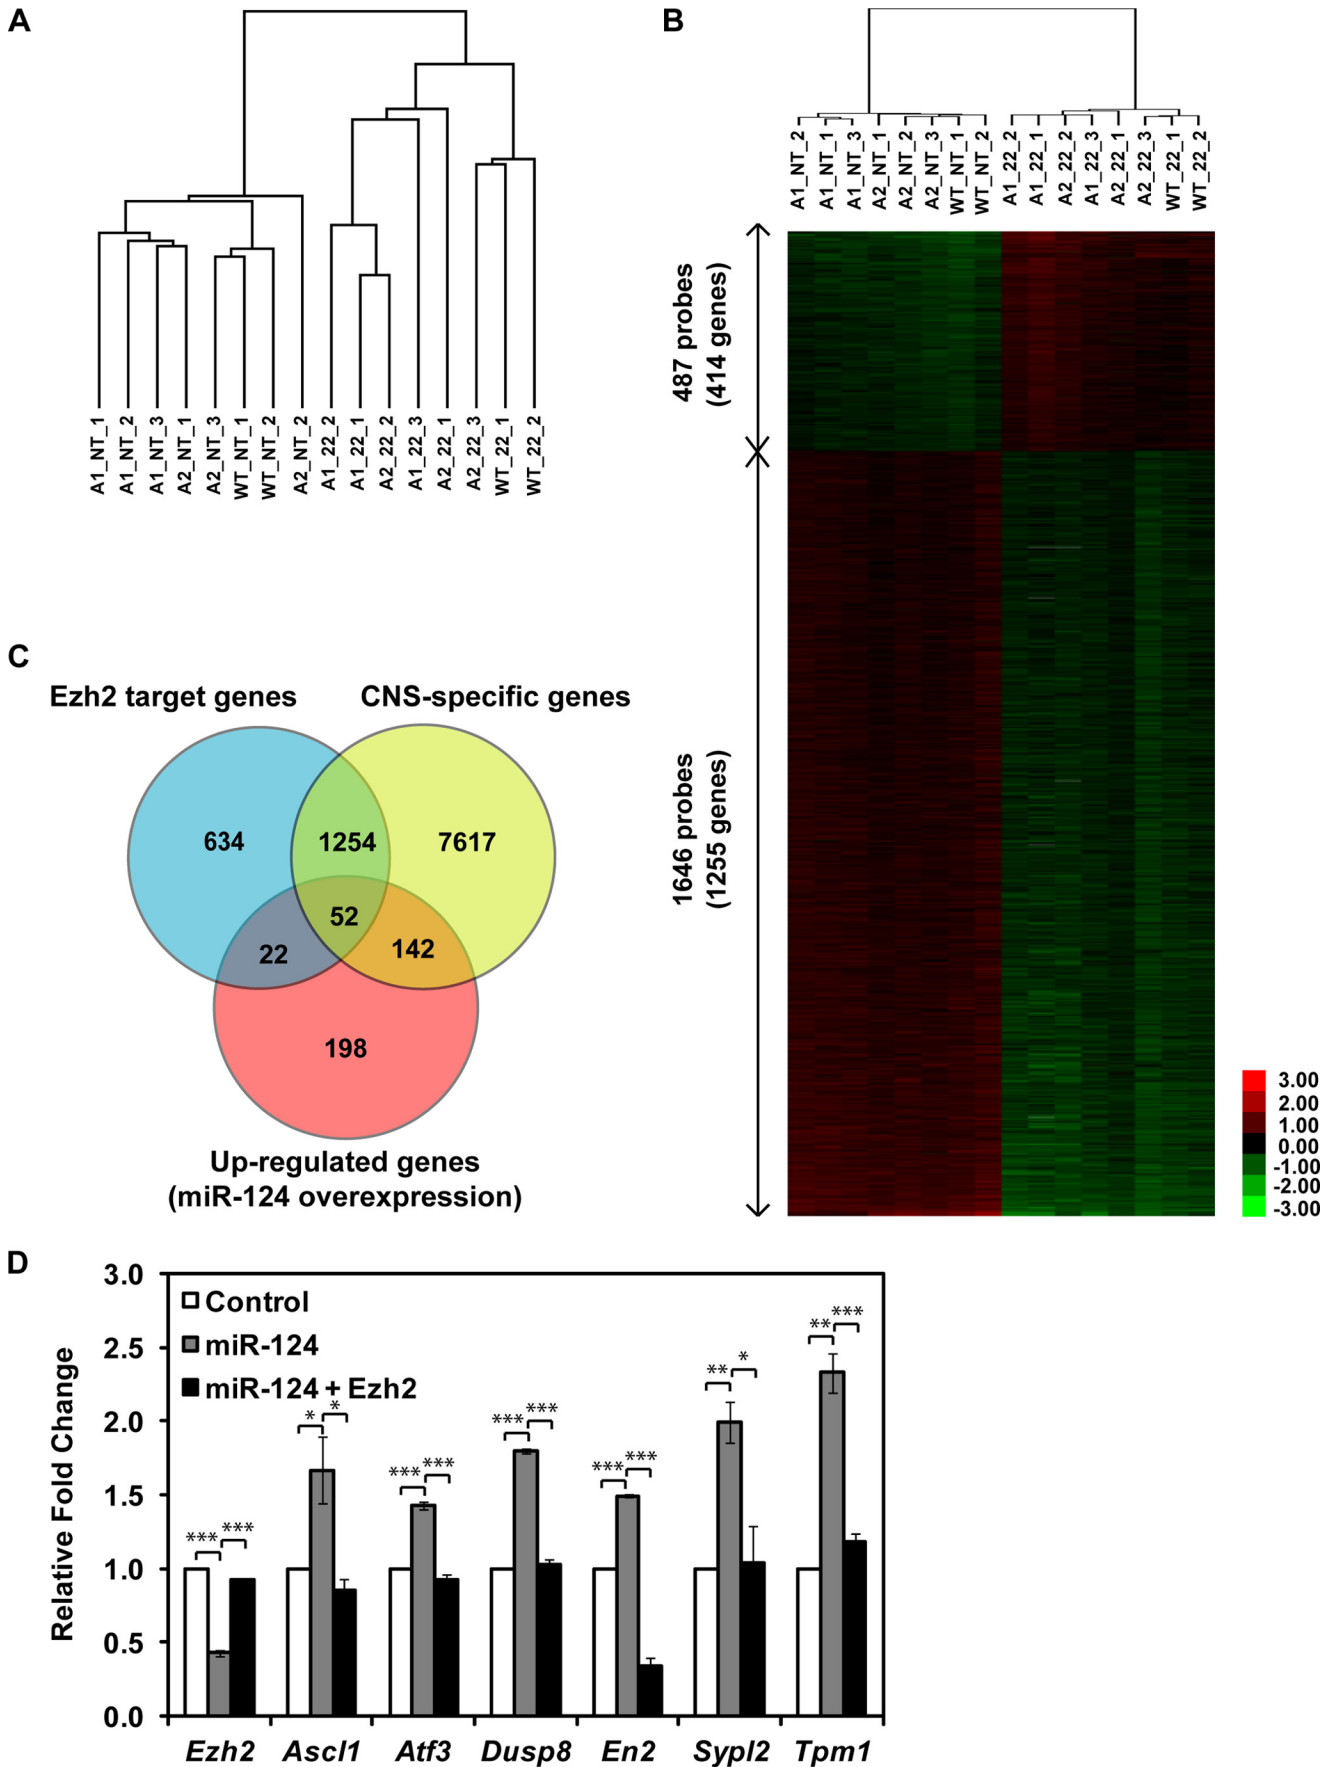 A
A1_NT_1
A1_NT_2
A1_NT_3
A2_NT_1
A2_NT_3
WT_NT_1
WT_NT_2
A2_NT_2
A1_22_2
A1_22_1
A2_22_2
A1_22_3
A2_22_1
A2_22_3
WT_22_1
WT_22_2
B
A1_NT_2
A1_NT_1
A1_NT_3
A2_NT_1
A2_NT_2
A2_NT_3
WT_NT_1
WT_NT_2
A1_22_2
A1_22_1
A2_22_2
A1_22_3
A2_22_1
A2_22_3
WT_22_1
WT_22_2
487 probes
(414 genes)
1646 probes
(1255 genes)
3.00
2.00
1.00
0.00
-1.00
-2.00
-3.00
C
Ezh2 target genes
CNS-specific genes
634
1254
7617
52
22
142
198
Up-regulated genes
(miR-124 overexpression)
D
Relative Fold Change
3.0
2.5
2.0
1.5
1.0
0.5
0.0
Control
miR-124
miR-124 + Ezh2
*** ***
* *
*** ***
*** ***
*** ***
** *
** ***
Ezh2 Ascl1 Atf3 Dusp8 En2 Sypl2 Tpm1